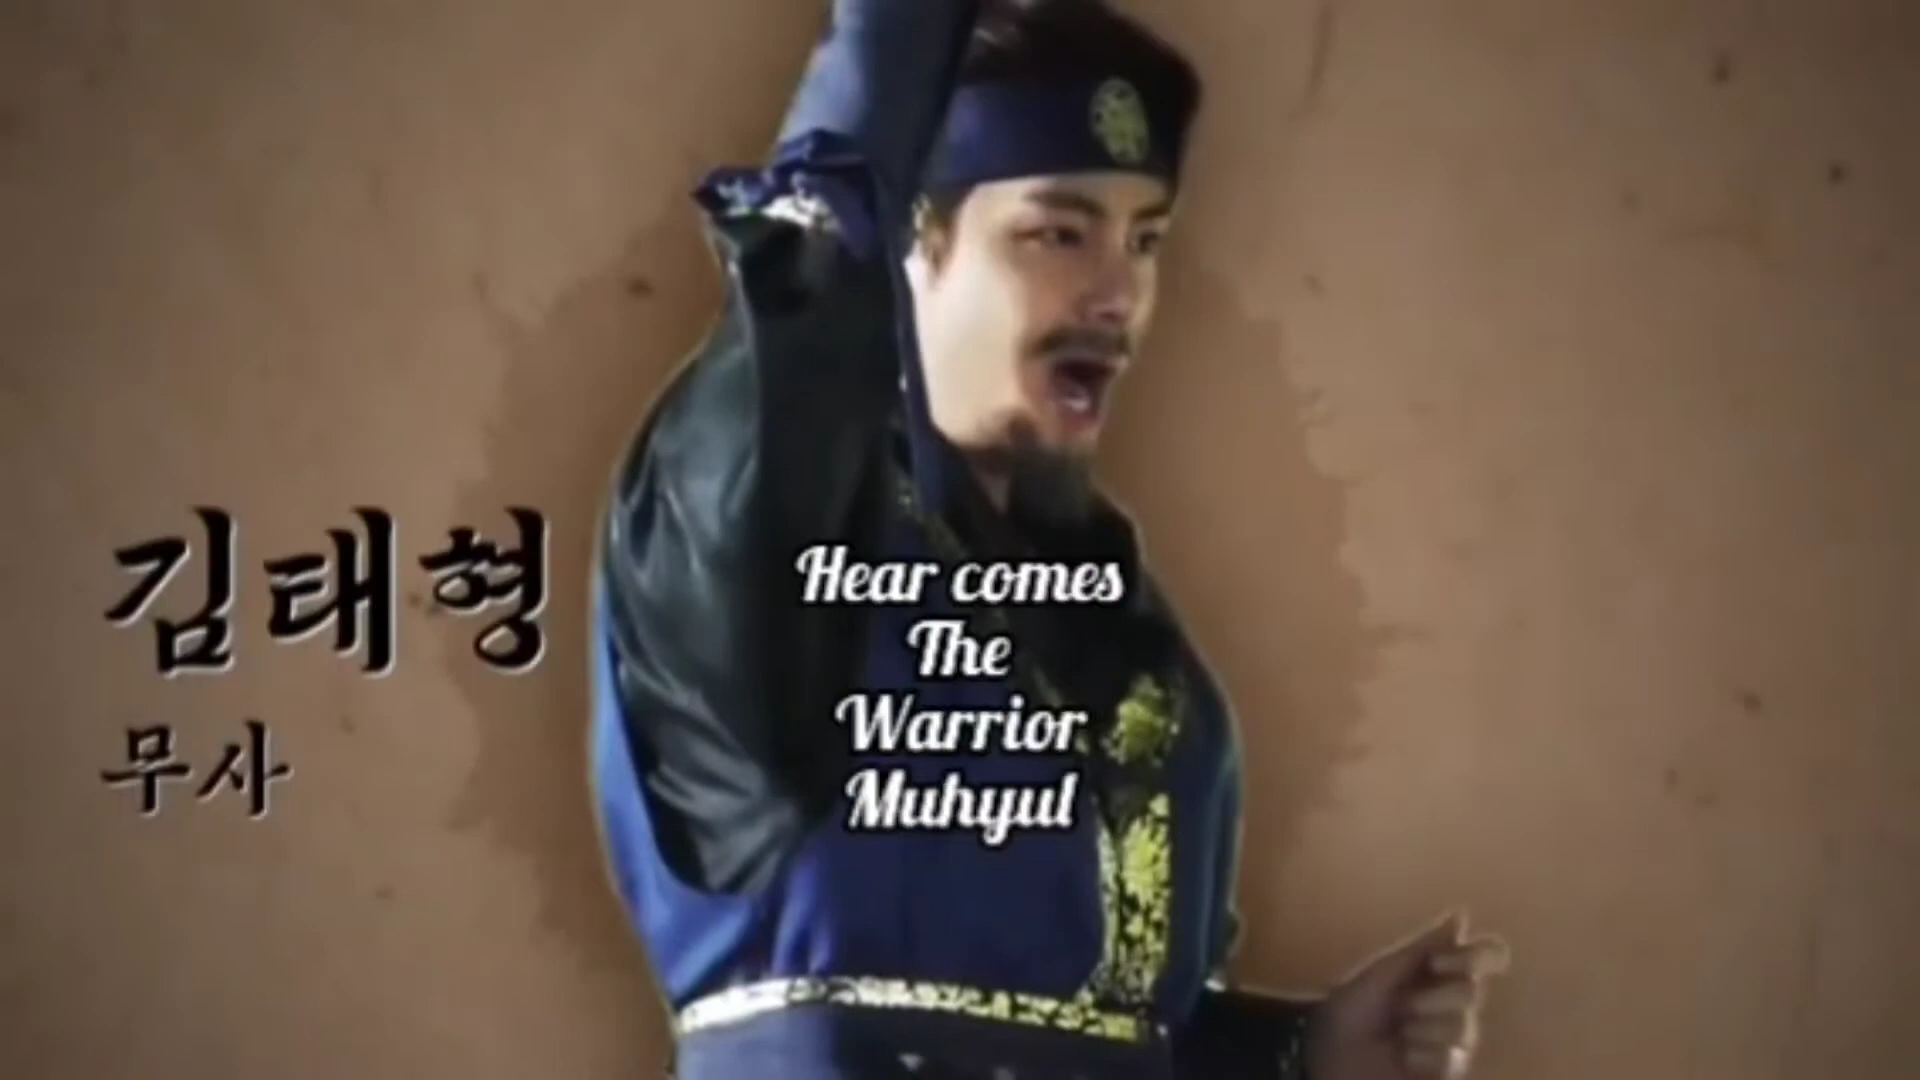 김태형
무사
Hear comes
The
Warrior
Muhyul